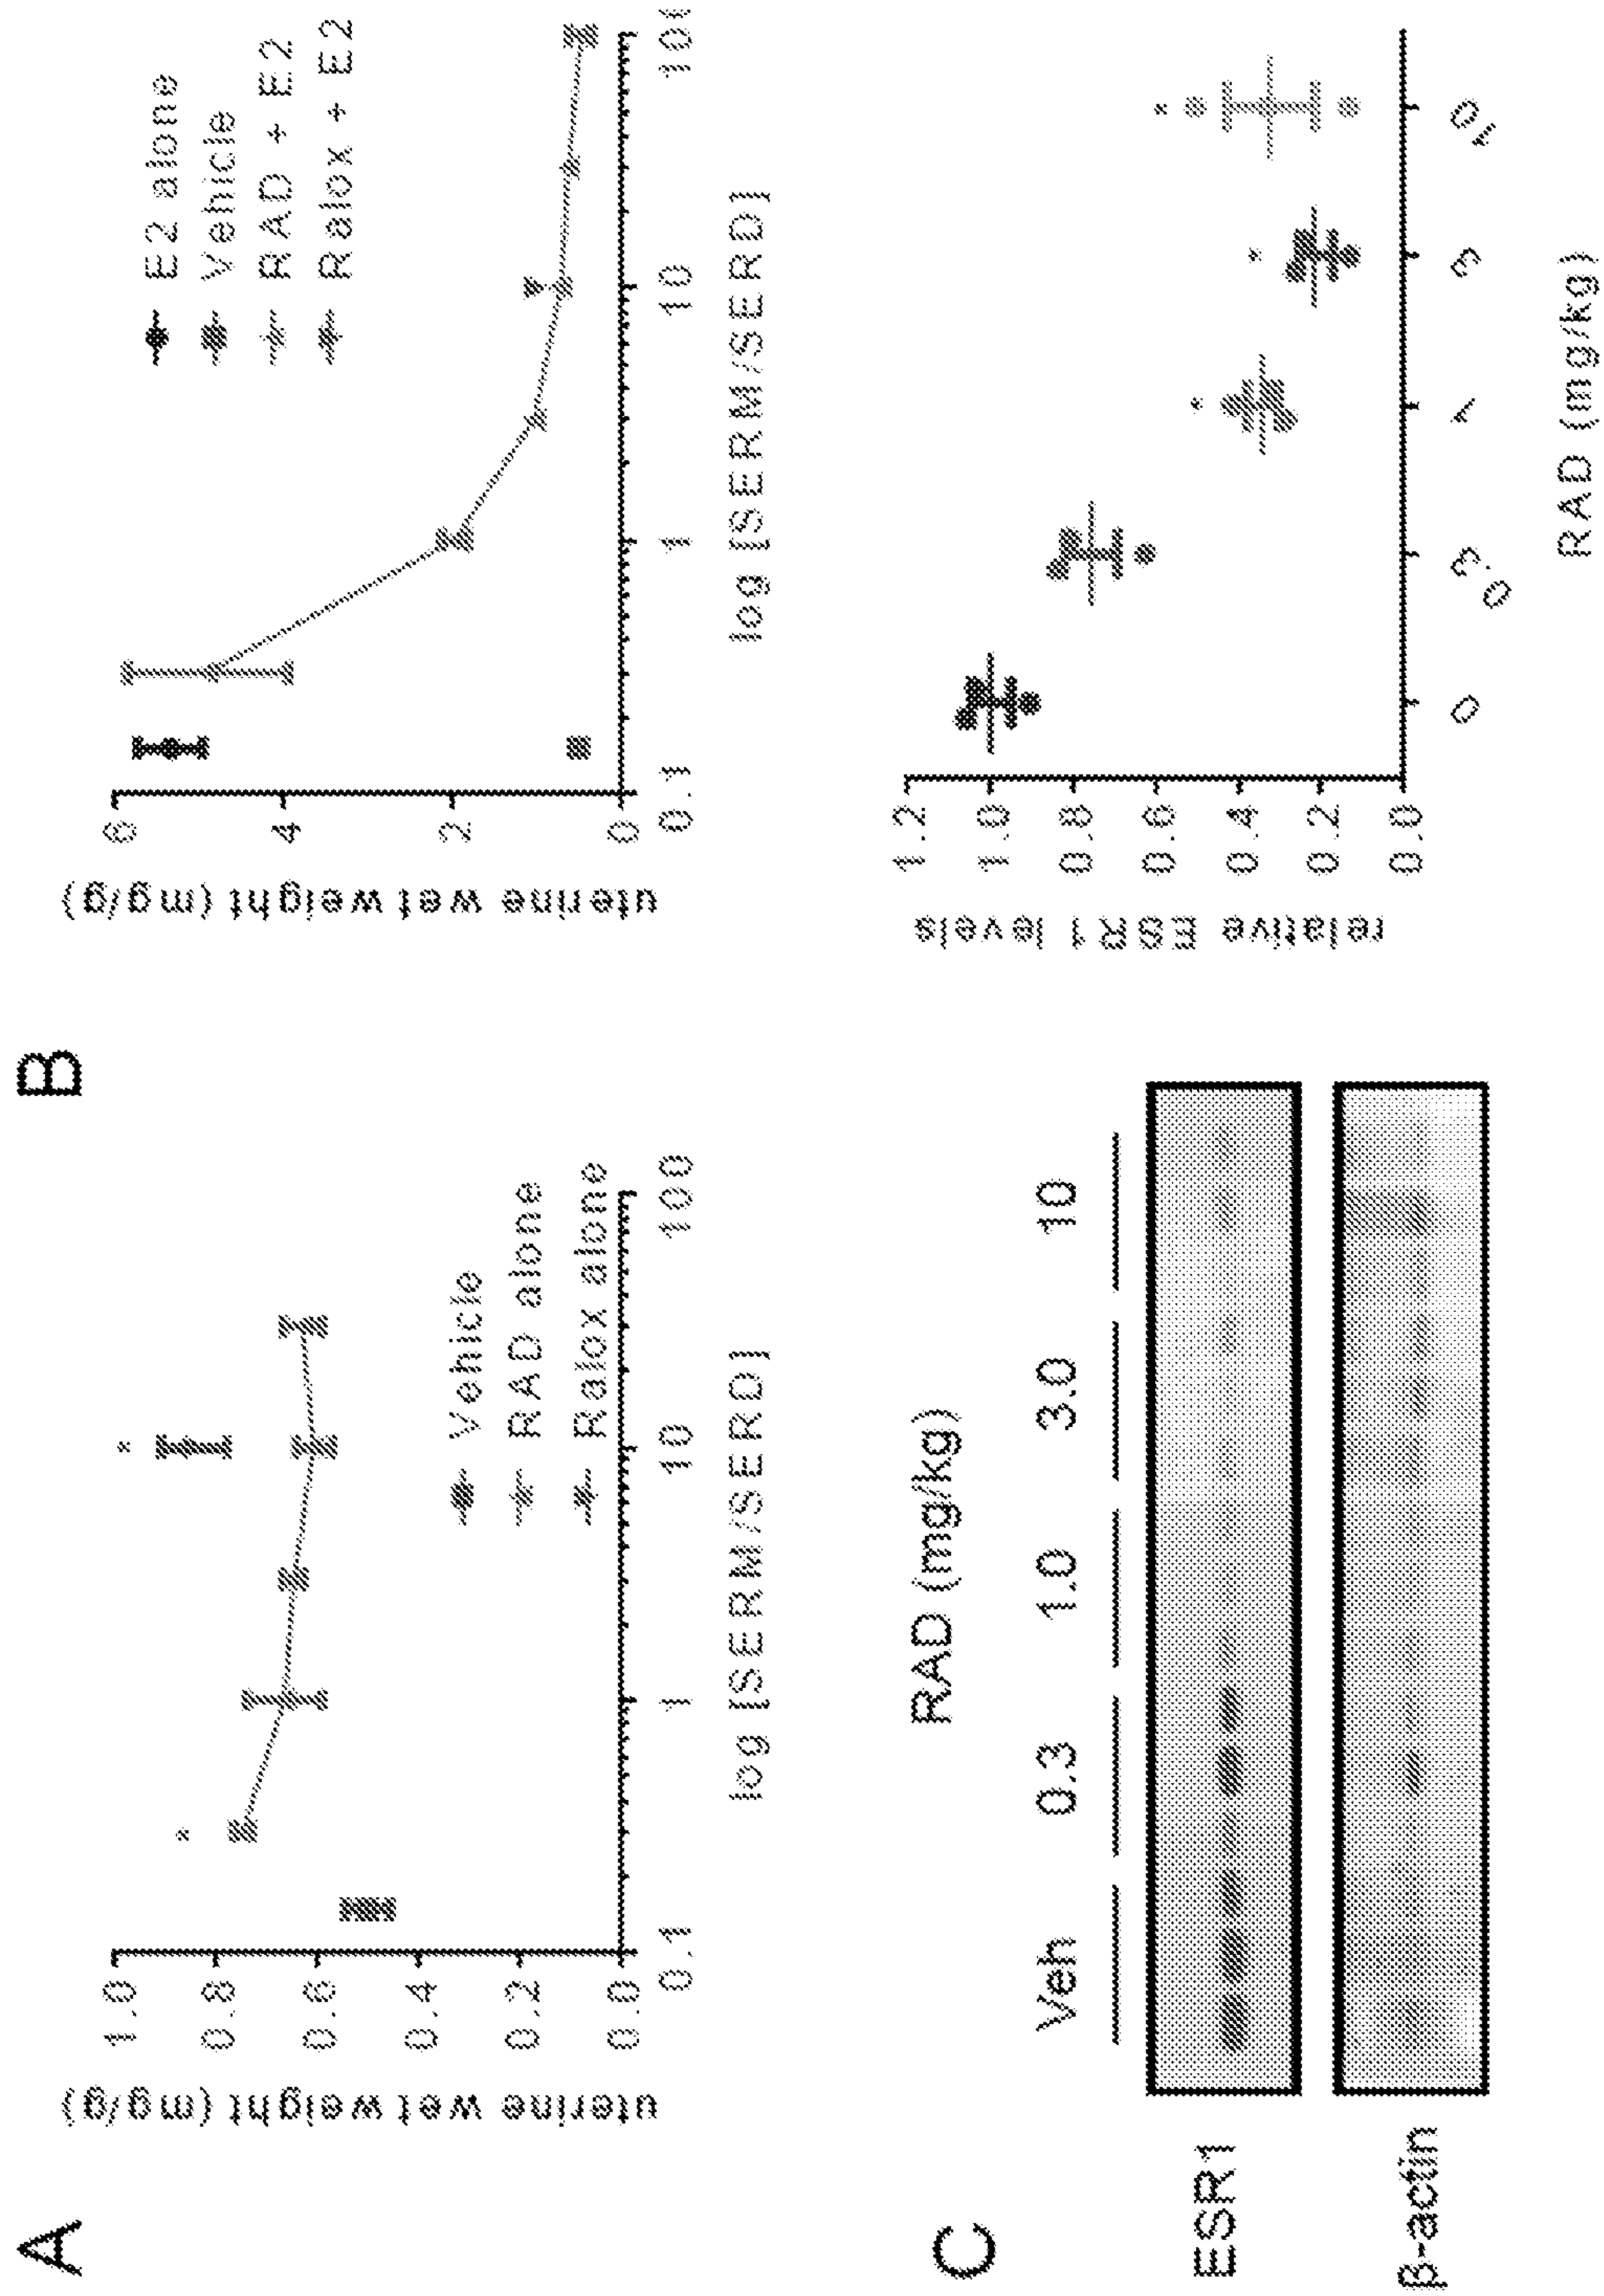 A
uterine wet weight (mg/g)
1.0
0.8
0.6
0.4
0.2
0.0
0.1
1
10
100
log [SERM/SERD]
Vehicle
RAD alone
Ralox alone
*
*
B
uterine wet weight (mg/g)
6
4
2
0
0.1
1
10
100
log [SERM/SERD]
E2 alone
Vehicle
RAD + E2
Ralox + E2
C
RAD (mg/kg)
Veh 0.3 1.0 3.0 10
ESR1
β-actin
relative ESR1 levels
1.2
1.0
0.8
0.6
0.4
0.2
0.0
* * *
0 0.3 1 3 10
RAD (mg/kg)